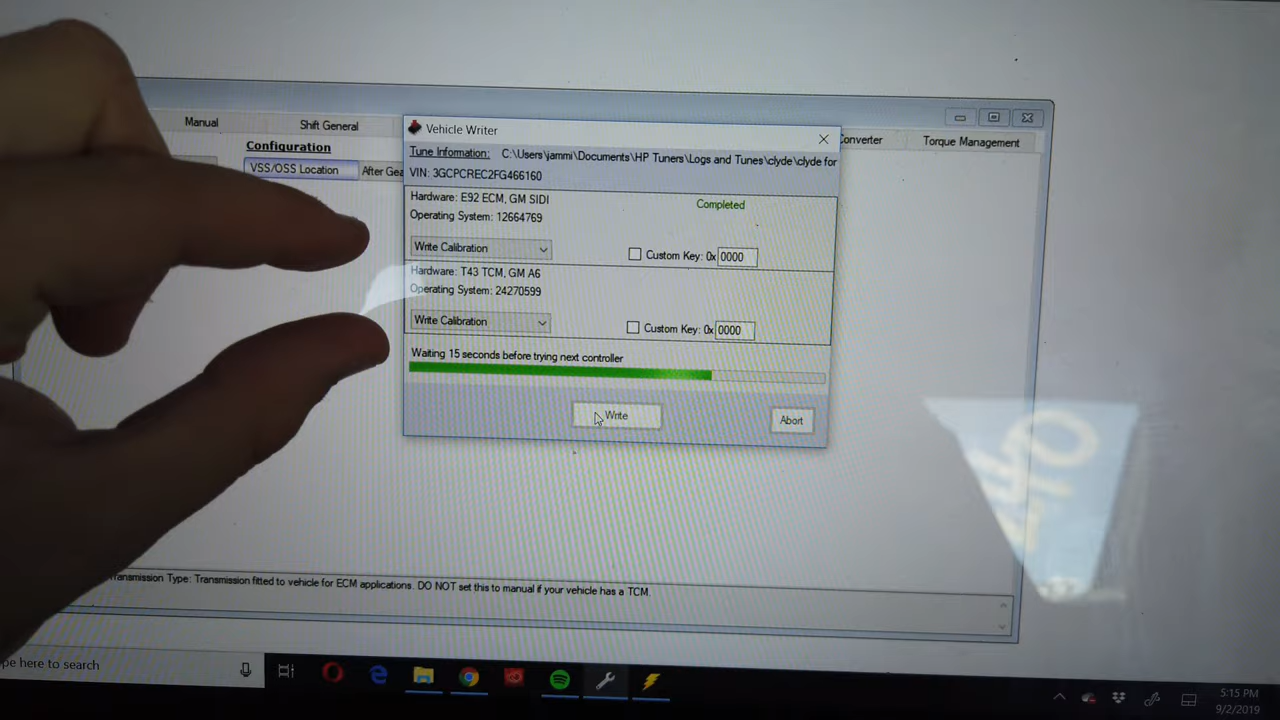 Manual
Shift General
Converter
Torque Management
Configuration
VSS/OSS Location
After Gea
Vehicle Writer
Tune Information: C:\Users\jammi\Documents\HP Tuners\Logs and Tunes\clyde\clyde for
VIN: 3GCPCREC2FG466160
Hardware: E92 ECM, GM SIDI
Completed
Operating System: 12664769
Write Calibration
Custom Key: 0x 0000
Hardware: T43 TCM, GM A6
Operating System: 24270599
Write Calibration
Custom Key: 0x 0000
Waiting 15 seconds before trying next controller
Write
Abort
ransmission Type: Transmission fitted to vehicle for ECM applications. DO NOT set this to manual if your vehicle has a TCM.
pe here to search
5:15 PM
9/2/2019